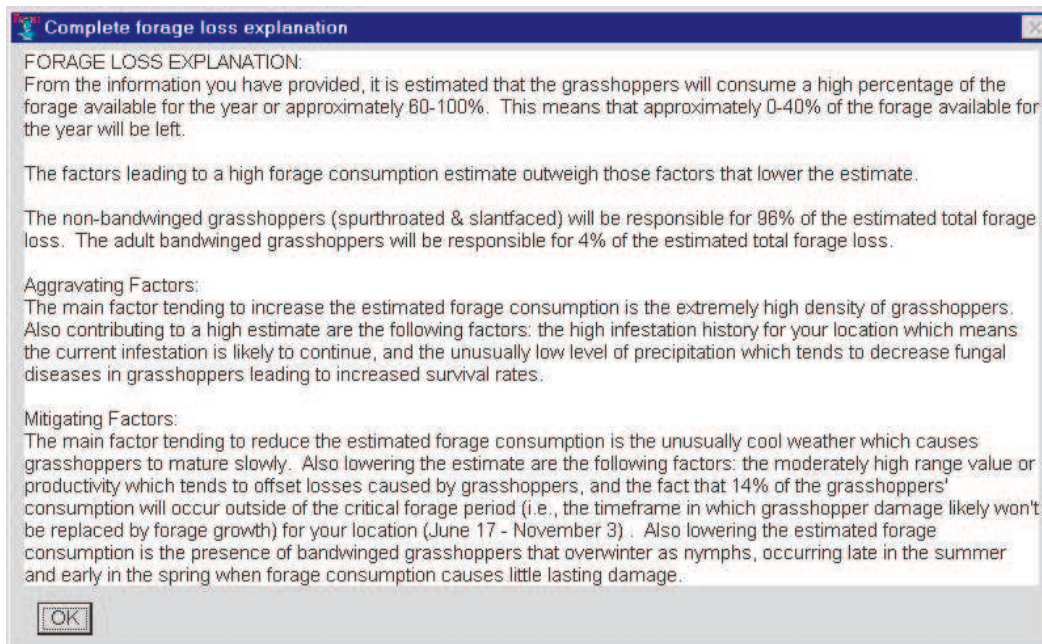 Complete forage loss explanation
FORAGE LOSS EXPLANATION:
From the information you have provided, it is estimated that the grasshoppers will consume a high percentage of the
forage available for the year or approximately 60-100%. This means that approximately 0-40% of the forage available for
the year will be left.
The factors leading to a high forage consumption estimate outweigh those factors that lower the estimate.
The non-bandwinged grasshoppers (spurthroated & slantfaced) will be responsible for 96% of the estimated total forage
loss. The adult bandwinged grasshoppers will be responsible for 4% of the estimated total forage loss.
Aggravating Factors:
The main factor tending to increase the estimated forage consumption is the extremely high density of grasshoppers.
Also contributing to a high estimate are the following factors: the high infestation history for your location which means
the current infestation is likely to continue, and the unusually low level of precipitation which tends to decrease fungal
diseases in grasshoppers leading to increased survival rates.
Mitigating Factors:
The main factor tending to reduce the estimated forage consumption is the unusually cool weather which causes
grasshoppers to mature slowly. Also lowering the estimate are the following factors: the moderately high range value or
productivity which tends to offset losses caused by grasshoppers, and the fact that 14% of the grasshoppers'
consumption will occur outside of the critical forage period (i.e., the timeframe in which grasshopper damage likely won't
be replaced by forage growth) for your location (June 17 - November 3) . Also lowering the estimated forage
consumption is the presence of bandwinged grasshoppers that overwinter as nymphs, occurring late in the summer
and early in the spring when forage consumption causes little lasting damage.
OK